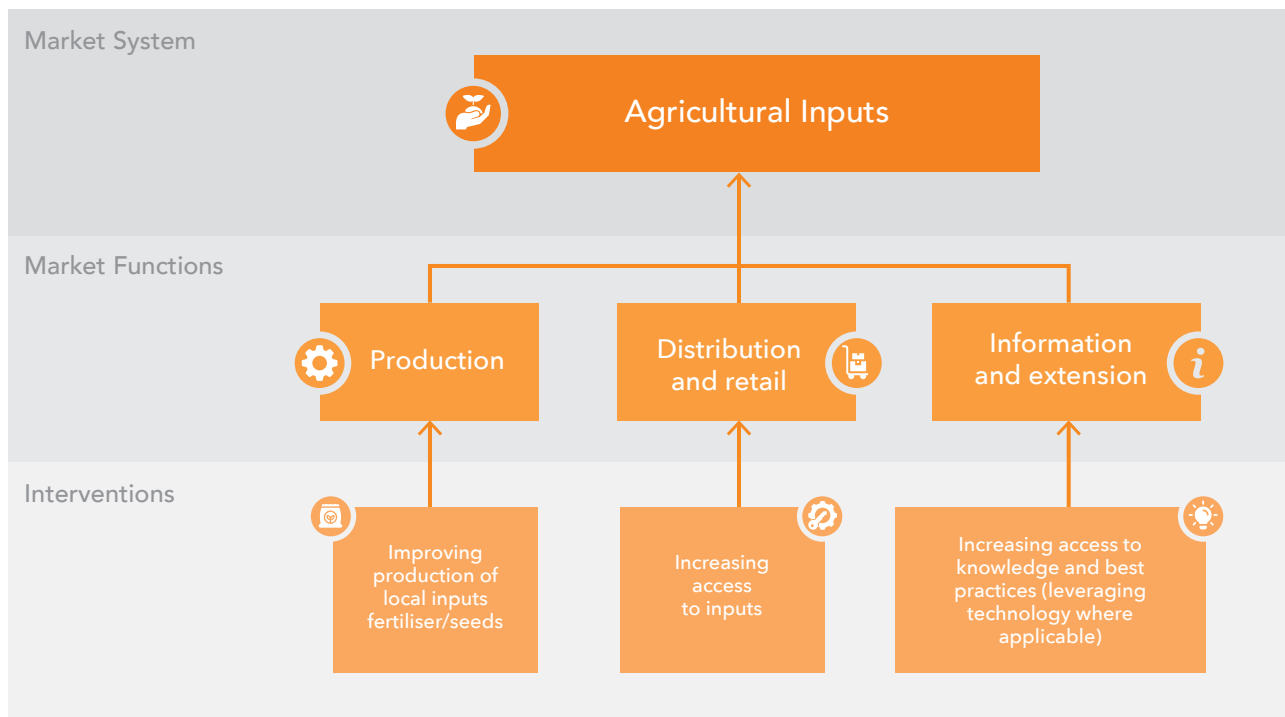 Market System
Agricultural Inputs
Market Functions
Production
Distribution
and retail
Information
and extension
i
Interventions
Improving
production of
local inputs
fertiliser/seeds
Increasing
access
to inputs
Increasing access to
knowledge and best
practices (leveraging
technology where
applicable)